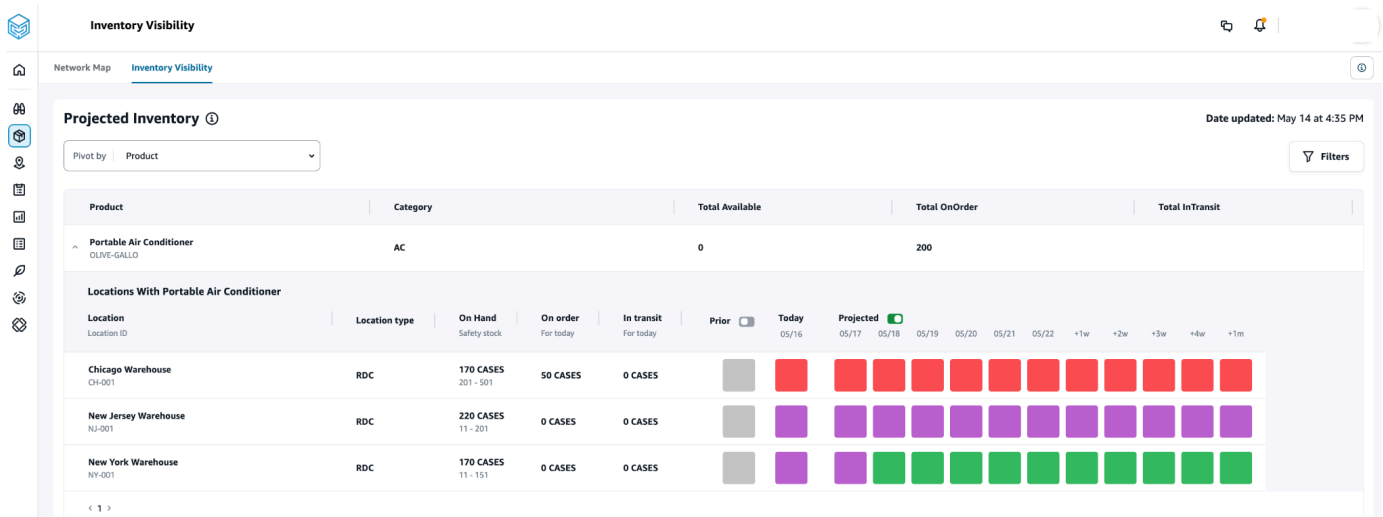 Inventory Visibility
Network Map Inventory Visibility
Projected Inventory
Date updated: May 14 at 4:35 PM
Pivot by Product
Filters
Product Category Total Available Total OnOrder Total InTransit
Portable Air Conditioner AC 0 200
OLIVE-GALLO
Locations With Portable Air Conditioner
Location Location type On Hand On order In transit Prior Today Projected
Location ID Safety stock For today For today 05/16 05/17 05/18 05/19 05/20 05/21 05/22 +1w +2w +3w +4w +1m
Chicago Warehouse RDC 170 CASES 50 CASES 0 CASES
CH-001 201 - 501
New Jersey Warehouse RDC 220 CASES 0 CASES 0 CASES
NJ-001 11 - 201
New York Warehouse RDC 170 CASES 0 CASES 0 CASES
NY-001 11 - 151
‹ 1 ›